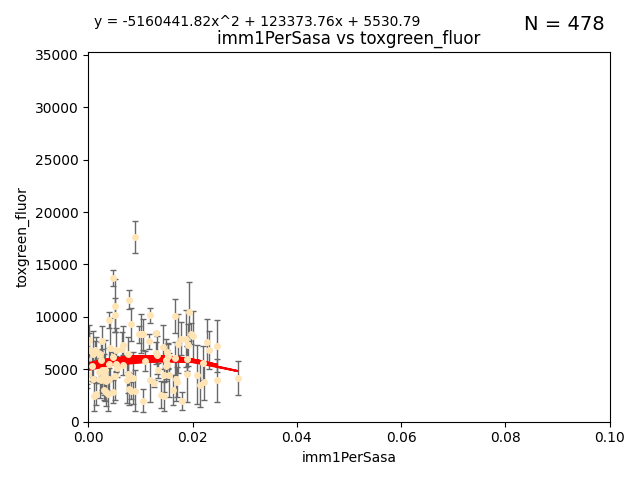 y = -5160441.82x^2 + 123373.76x + 5530.79
N = 478
imm1PerSasa vs toxgreen_fluor
35000
30000
25000
20000
15000
10000
5000
0
toxgreen_fluor
0.00 0.02 0.04 0.06 0.08 0.10
imm1PerSasa